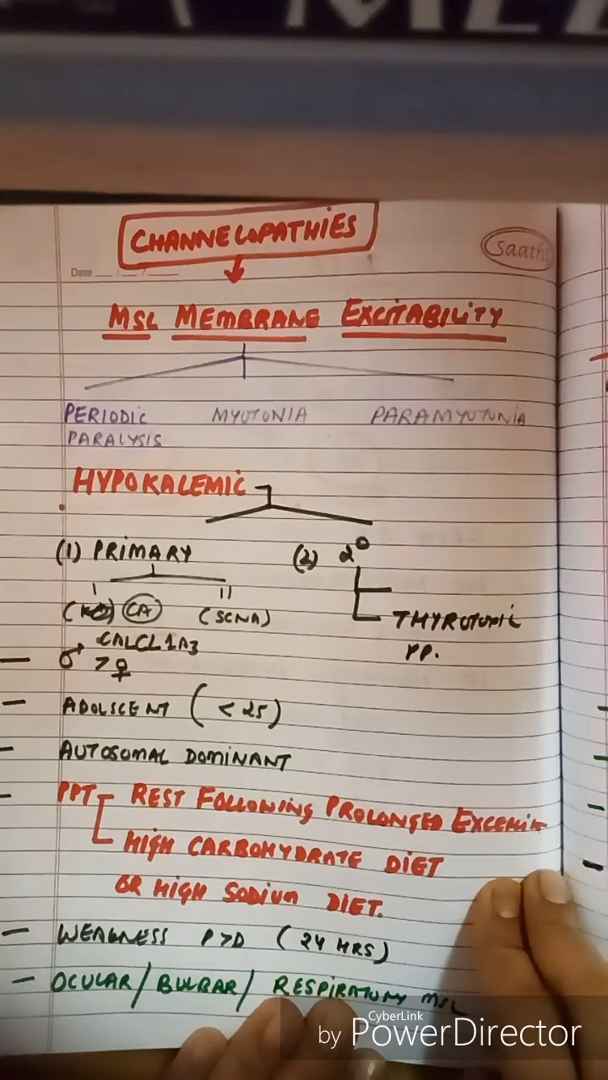 CHANNELOPATHIES
Saathi
Date
MSL MEMBRANE EXCITABILITY
PERIODIC PARALYSIS
MYOTONIA
PARAMYOTONIA
HYPOKALEMIC
(1) PRIMARY
(2) 2°
I
II
CA
(SCNA)
THYROTOXIC
PP.
CALCL1A3
♂ > ♀
— ADOLSCENT (< 25)
— AUTOSOMAL DOMINANT
— PPT – REST FOLLOWING PROLONGED
HIGH CARBOHYDRATE DIET
OR HIGH SODIUM DIET.
— WEAGNESS P>D (24 HRS)
— OCULAR/BULBAR/RESPIRATORY MSL
CyberLink
by PowerDirector